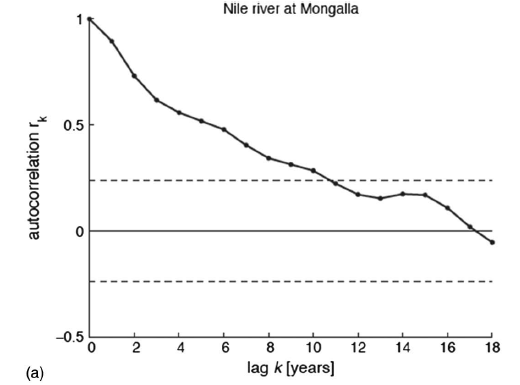 Nile river at Mongalla
1
0.5
0
−0.5
autocorrelation rk
0 2 4 6 8 10 12 14 16 18
lag k [years]
(a)